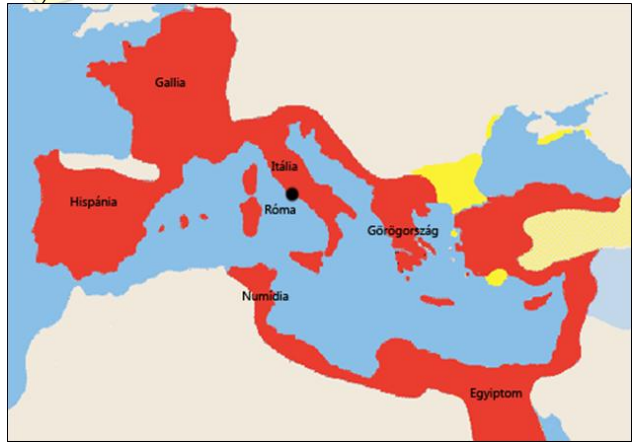 Gallia
Itália
Hispánia
Róma
Görögország
Numídia
Egyiptom